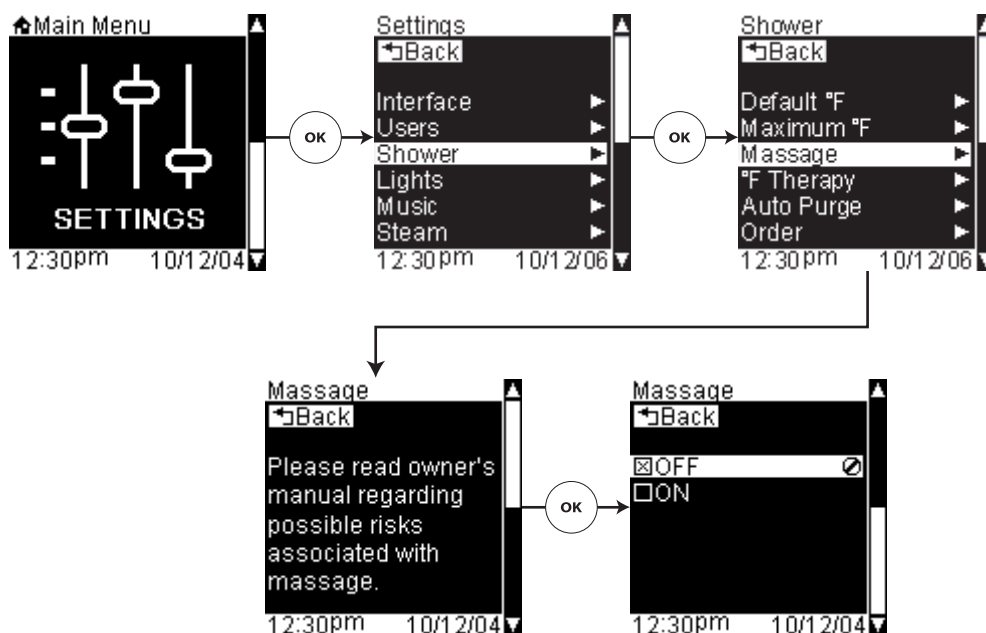 Main Menu
SETTINGS
12:30pm 10/12/04
OK
Settings
Back
Interface
Users
Shower
Lights
Music
Steam
12:30pm 10/12/06
OK
Shower
Back
Default °F
Maximum °F
Massage
°F Therapy
Auto Purge
Order
12:30pm 10/12/06
Massage
Back
Please read owner's
manual regarding
possible risks
associated with
massage.
12:30pm 10/12/04
OK
Massage
Back
OFF
ON
12:30pm 10/12/04